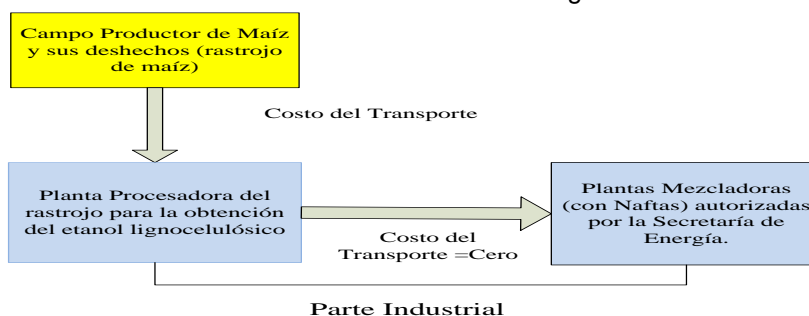 Campo Productor de Maíz
y sus deshechos (rastrojo
de maíz)
Costo del Transporte
Planta Procesadora del
rastrojo para la obtención
del etanol lignocelulósico
Costo del
Transporte =Cero
Plantas Mezcladoras
(con Naftas) autorizadas
por la Secretaría de
Energía.
Parte Industrial